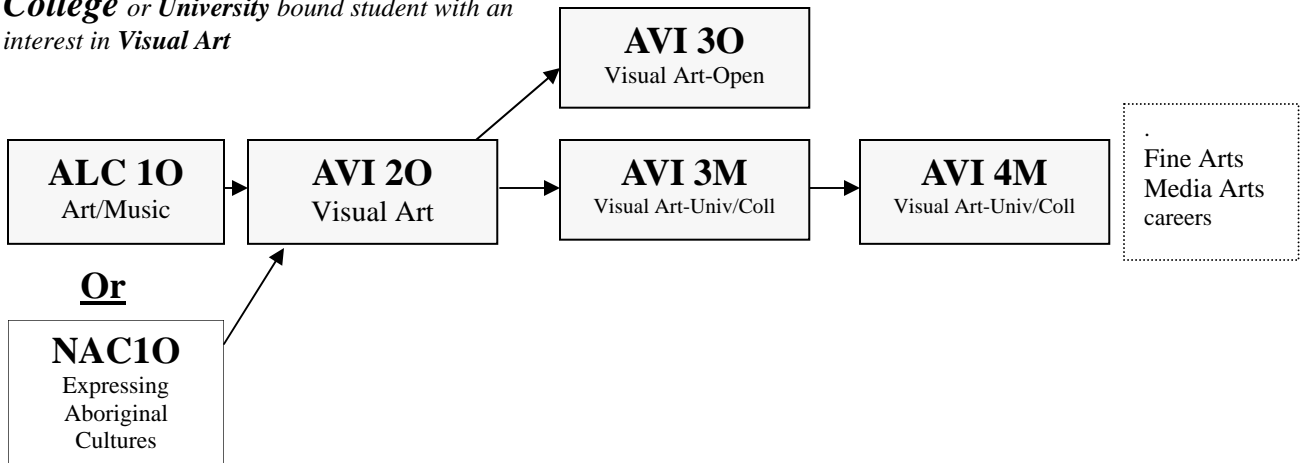 College or University bound student with an
interest in Visual Art
AVI 3O
Visual Art-Open
ALC 1O
Art/Music
AVI 2O
Visual Art
AVI 3M
Visual Art-Univ/Coll
AVI 4M
Visual Art-Univ/Coll
.
Fine Arts
Media Arts
careers
Or
NAC1O
Expressing
Aboriginal
Cultures